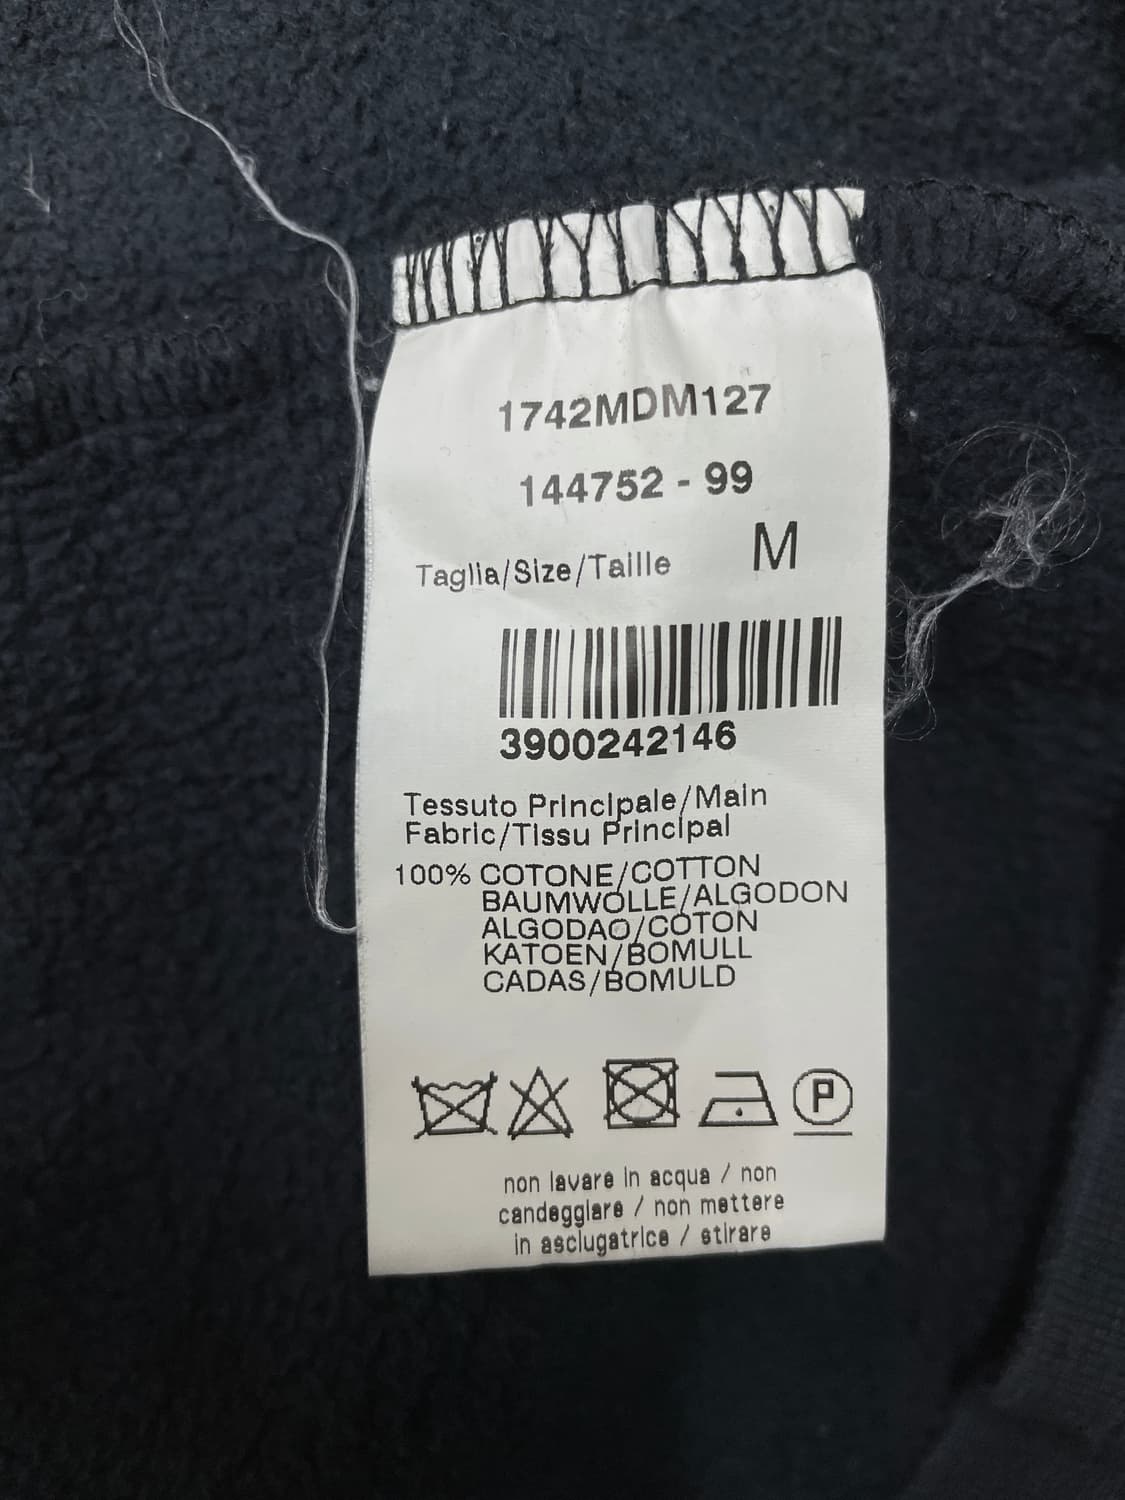 1742MDM127
144752 - 99
Taglia/Size/Taille M
3900242146
Tessuto Principale/Main
Fabric/Tissu Principal
100% COTONE/COTTON
BAUMWOLLE/ALGODON
ALGODAO/COTON
KATOEN/BOMULL
CADAS/BOMULD
P
non lavare in acqua / non
candeggiare / non mettere
in asciugatrice / stirare